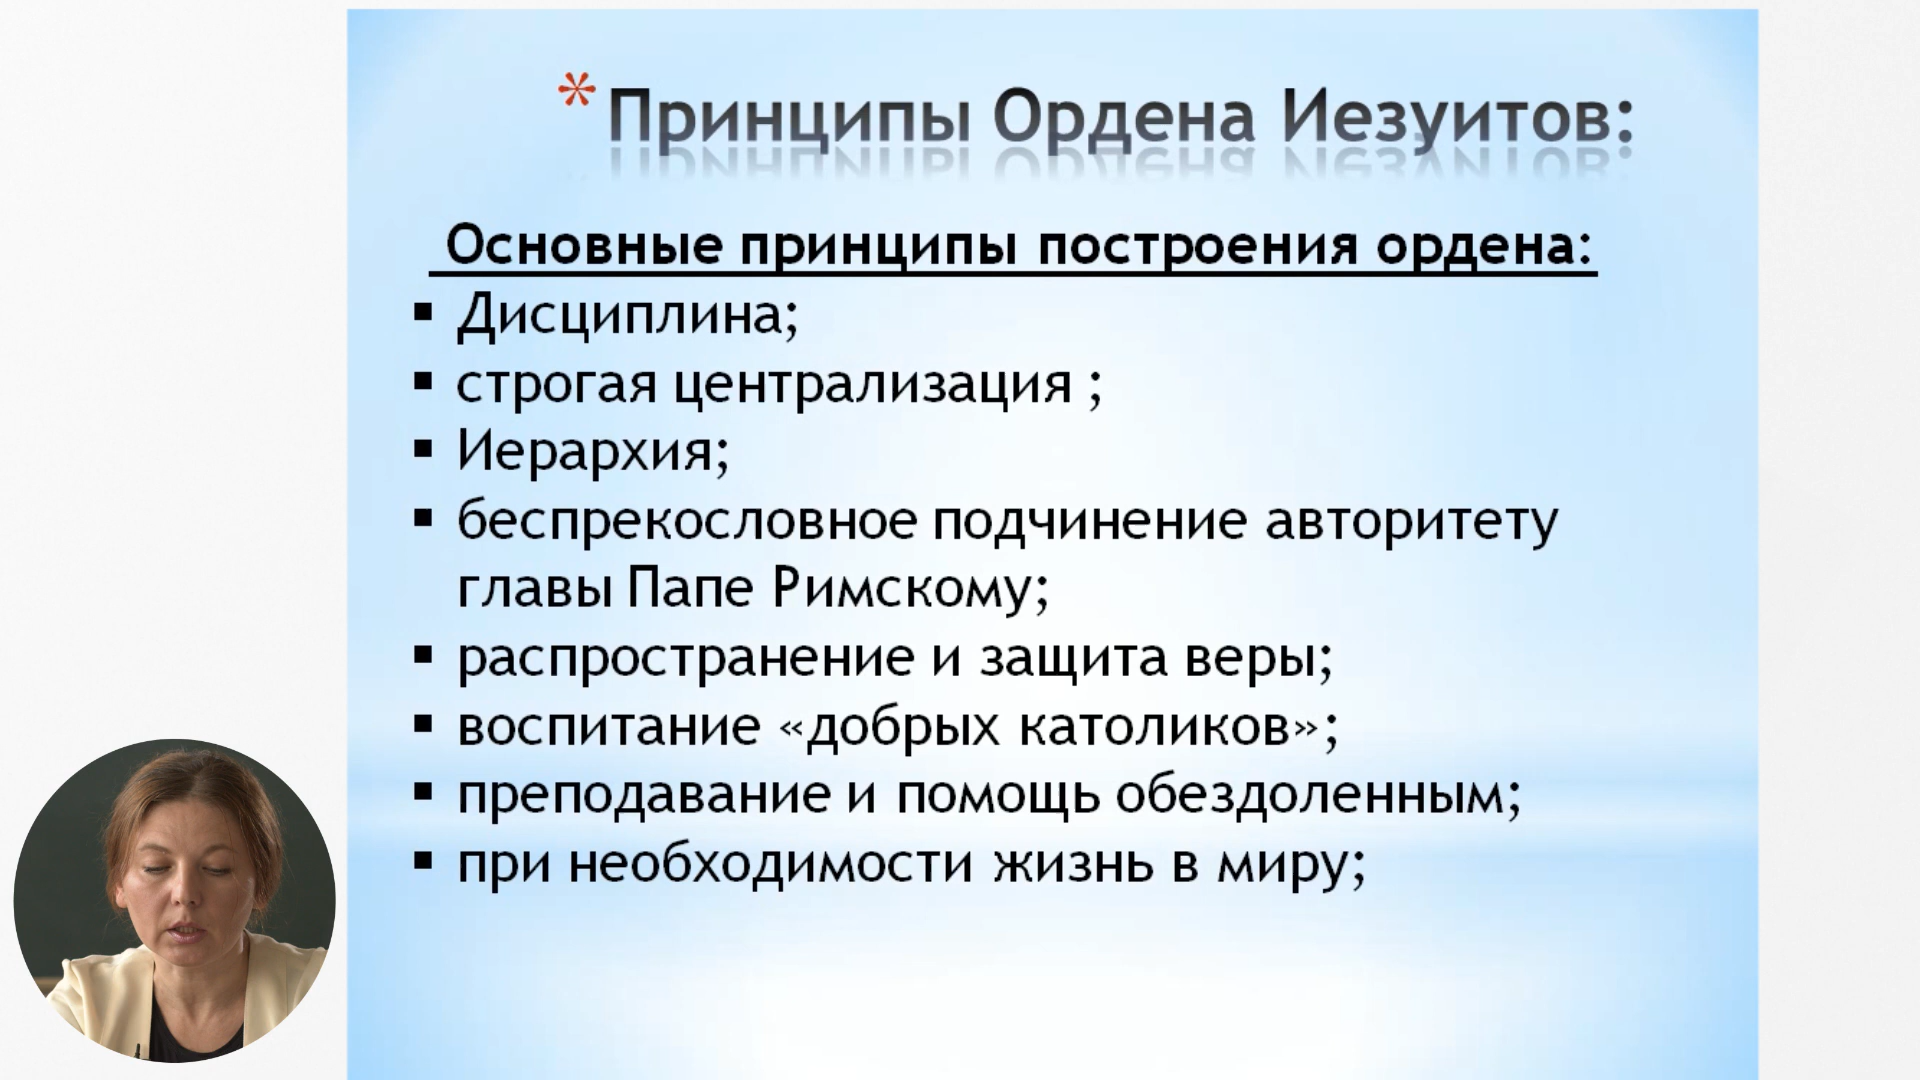 * Принципы Ордена Иезуитов:
Основные принципы построения ордена:
▪ Дисциплина;
▪ строгая централизация ;
▪ Иерархия;
▪ беспрекословное подчинение авторитету
главы Папе Римскому;
▪ распространение и защита веры;
▪ воспитание «добрых католиков»;
▪ преподавание и помощь обездоленным;
▪ при необходимости жизнь в миру;